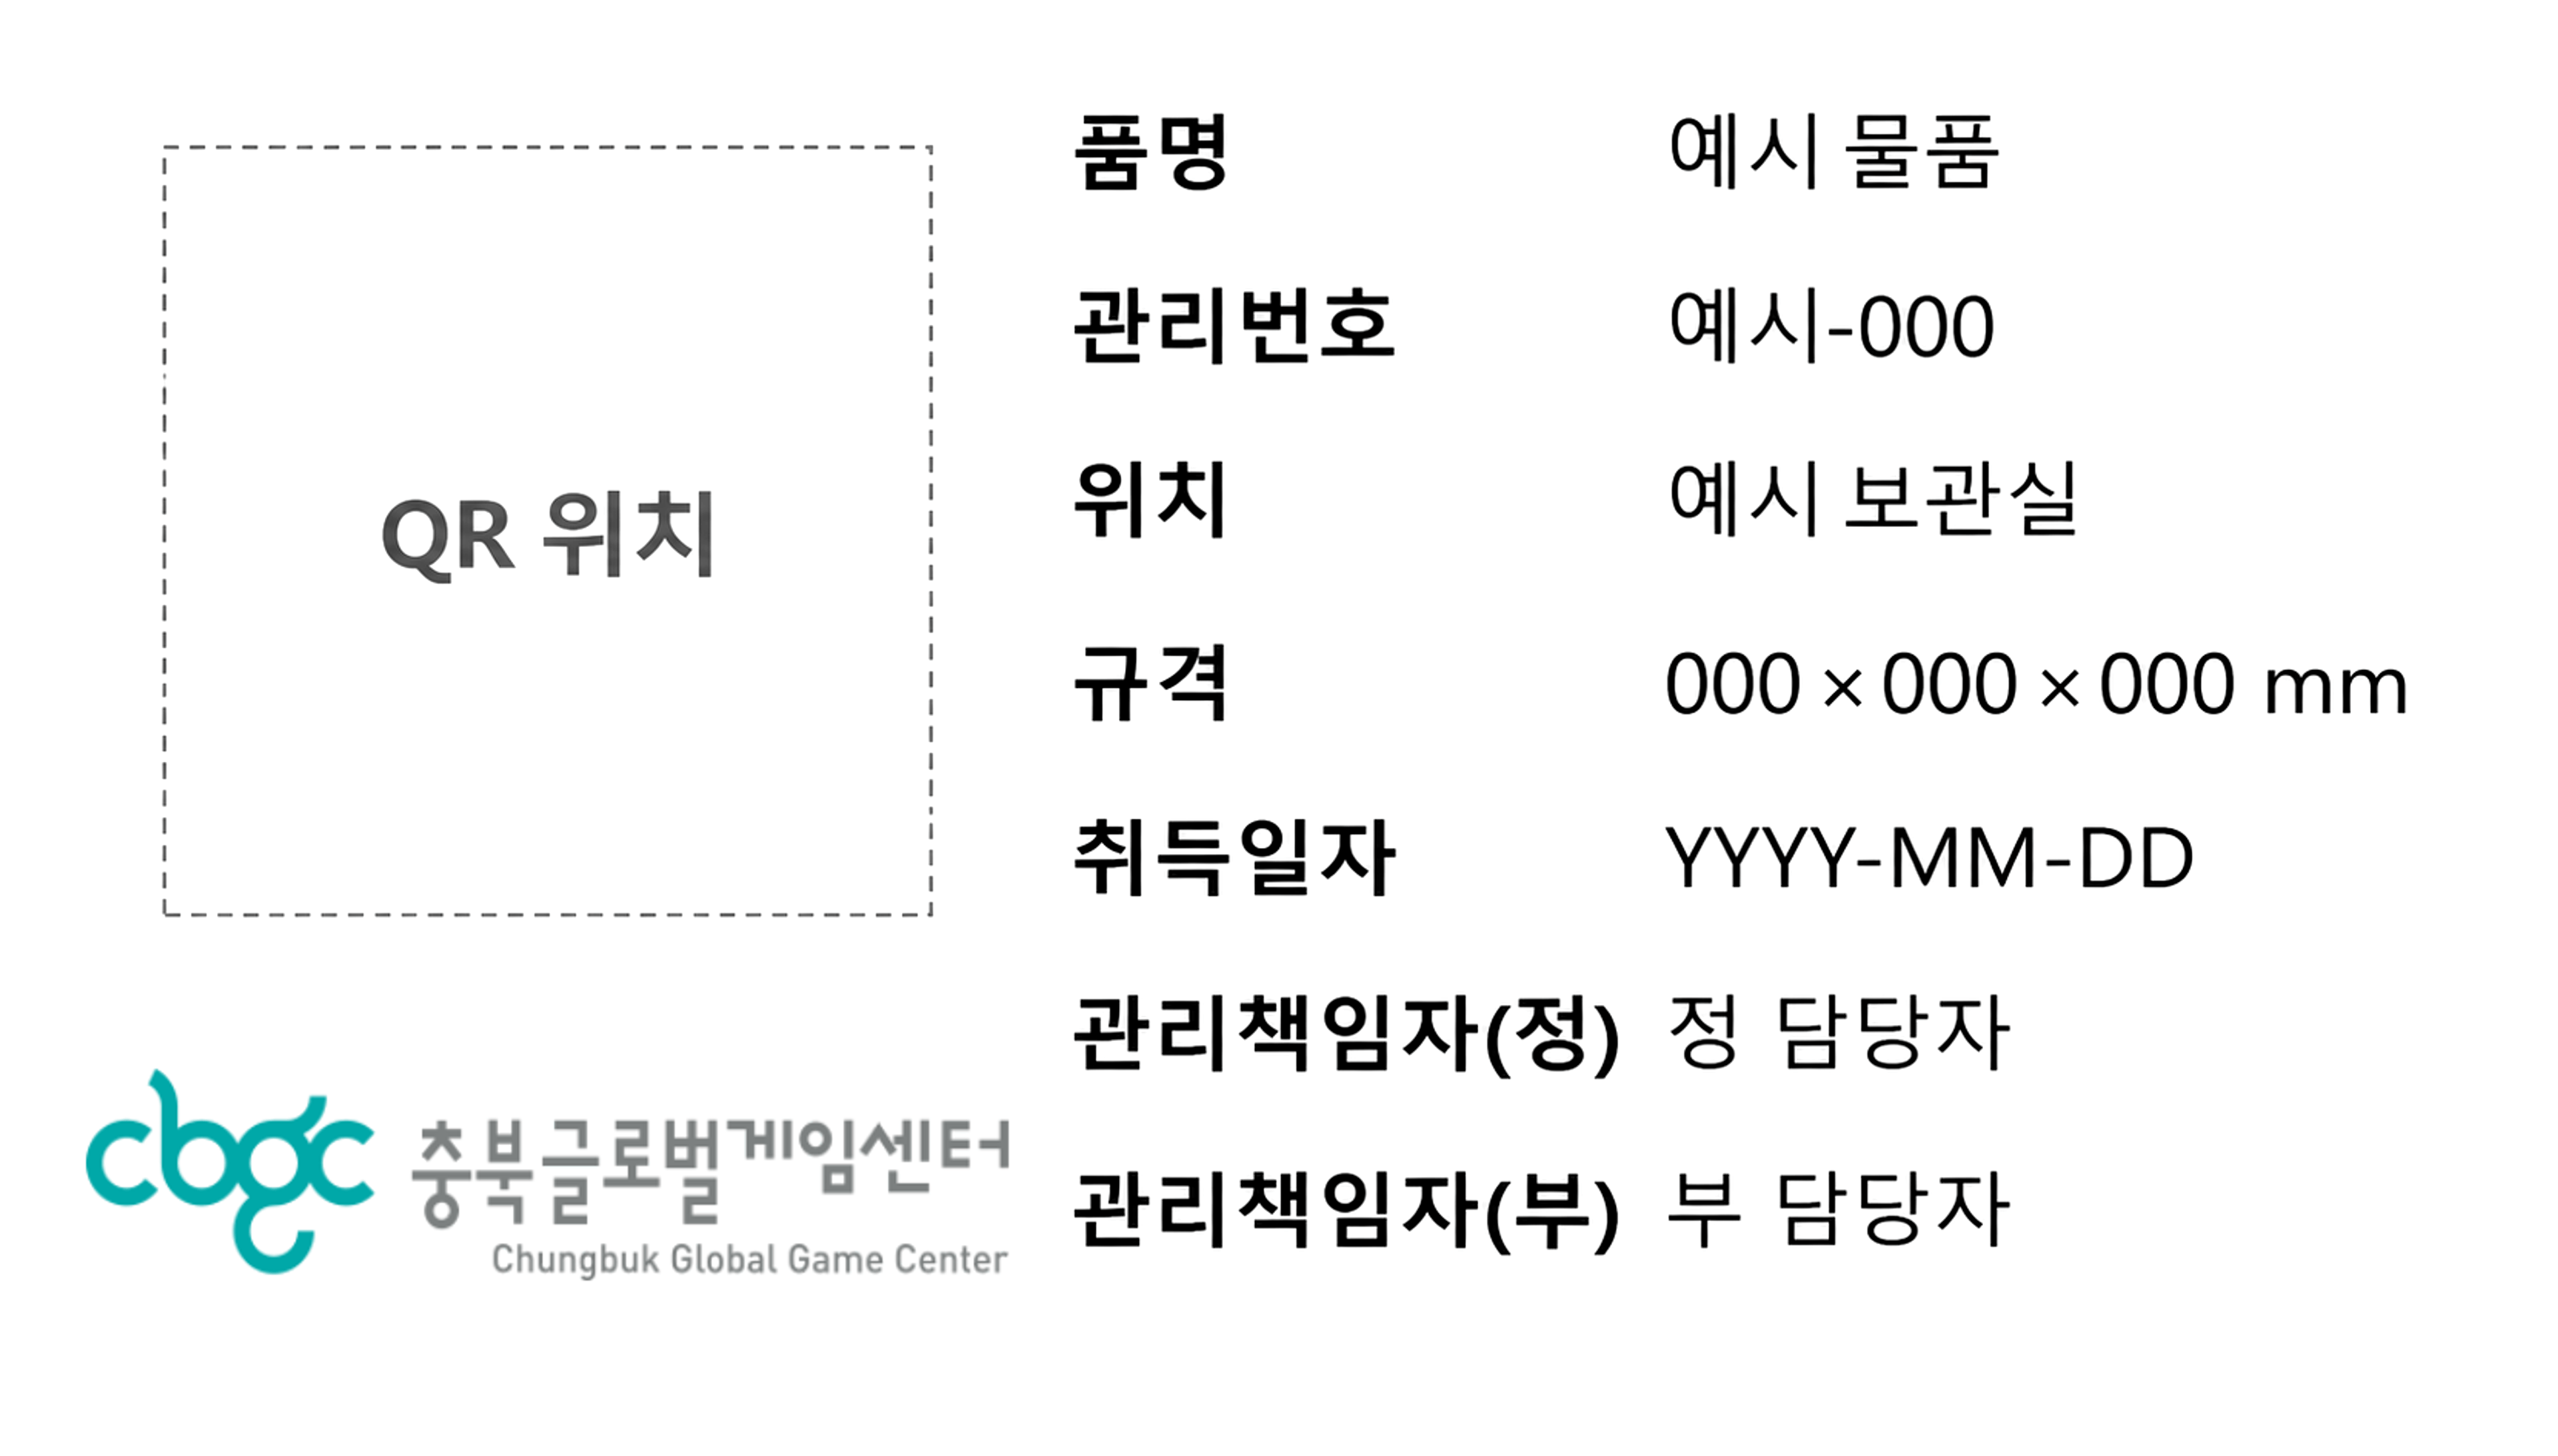 QR 위치
cbgc
충북글로벌게임센터
Chungbuk Global Game Center
품명 예시 물품
관리번호 예시-000
위치 예시 보관실
규격 000 × 000 × 000 mm
취득일자 YYYY-MM-DD
관리책임자(정) 정 담당자
관리책임자(부) 부 담당자